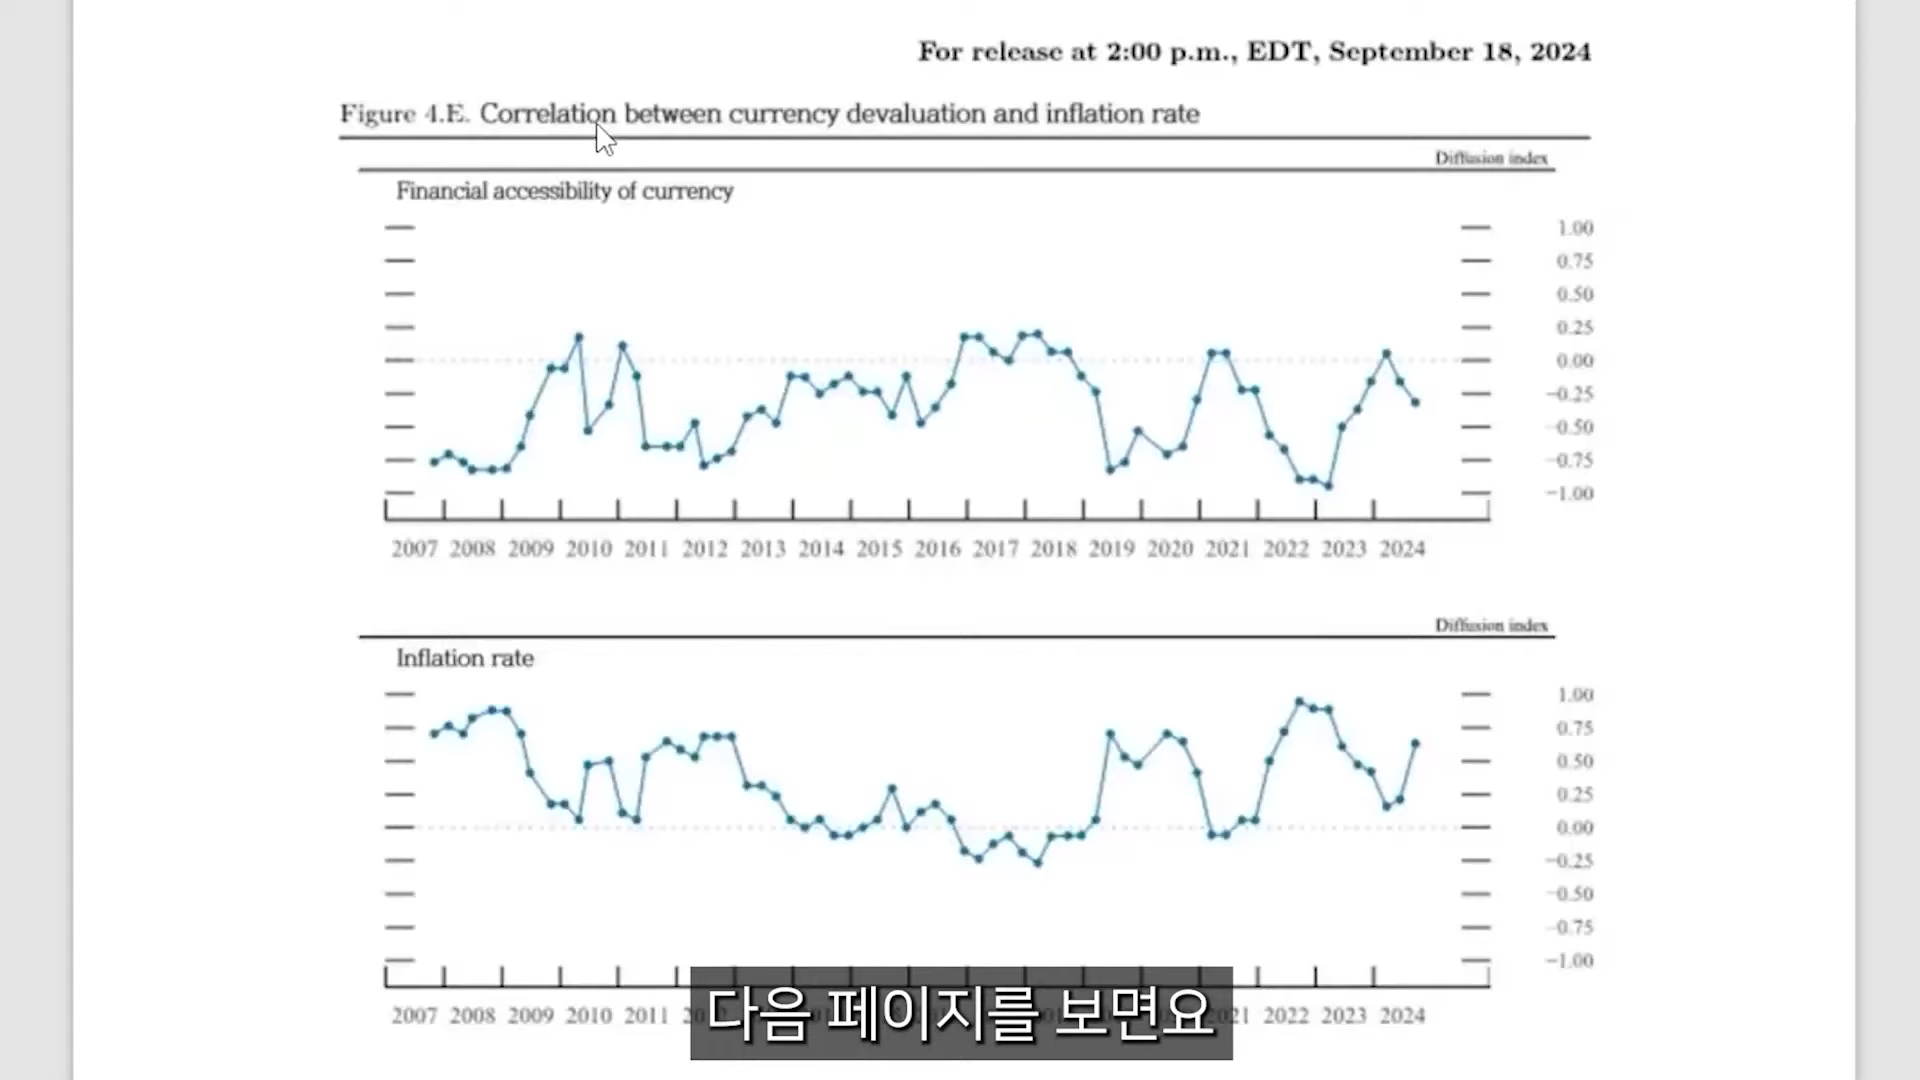 For release at 2:00 p.m., EDT, September 18, 2024
Figure 4.E. Correlation between currency devaluation and inflation rate
Diffusion index
Financial accessibility of currency
1.00
0.75
0.50
0.25
0.00
−0.25
−0.50
−0.75
−1.00
2007 2008 2009 2010 2011 2012 2013 2014 2015 2016 2017 2018 2019 2020 2021 2022 2023 2024
Diffusion index
Inflation rate
1.00
0.75
0.50
0.25
0.00
−0.25
−0.50
−0.75
−1.00
2007 2008 2009 2010 2011 2022 2023 2024
다음 페이지를 보면요